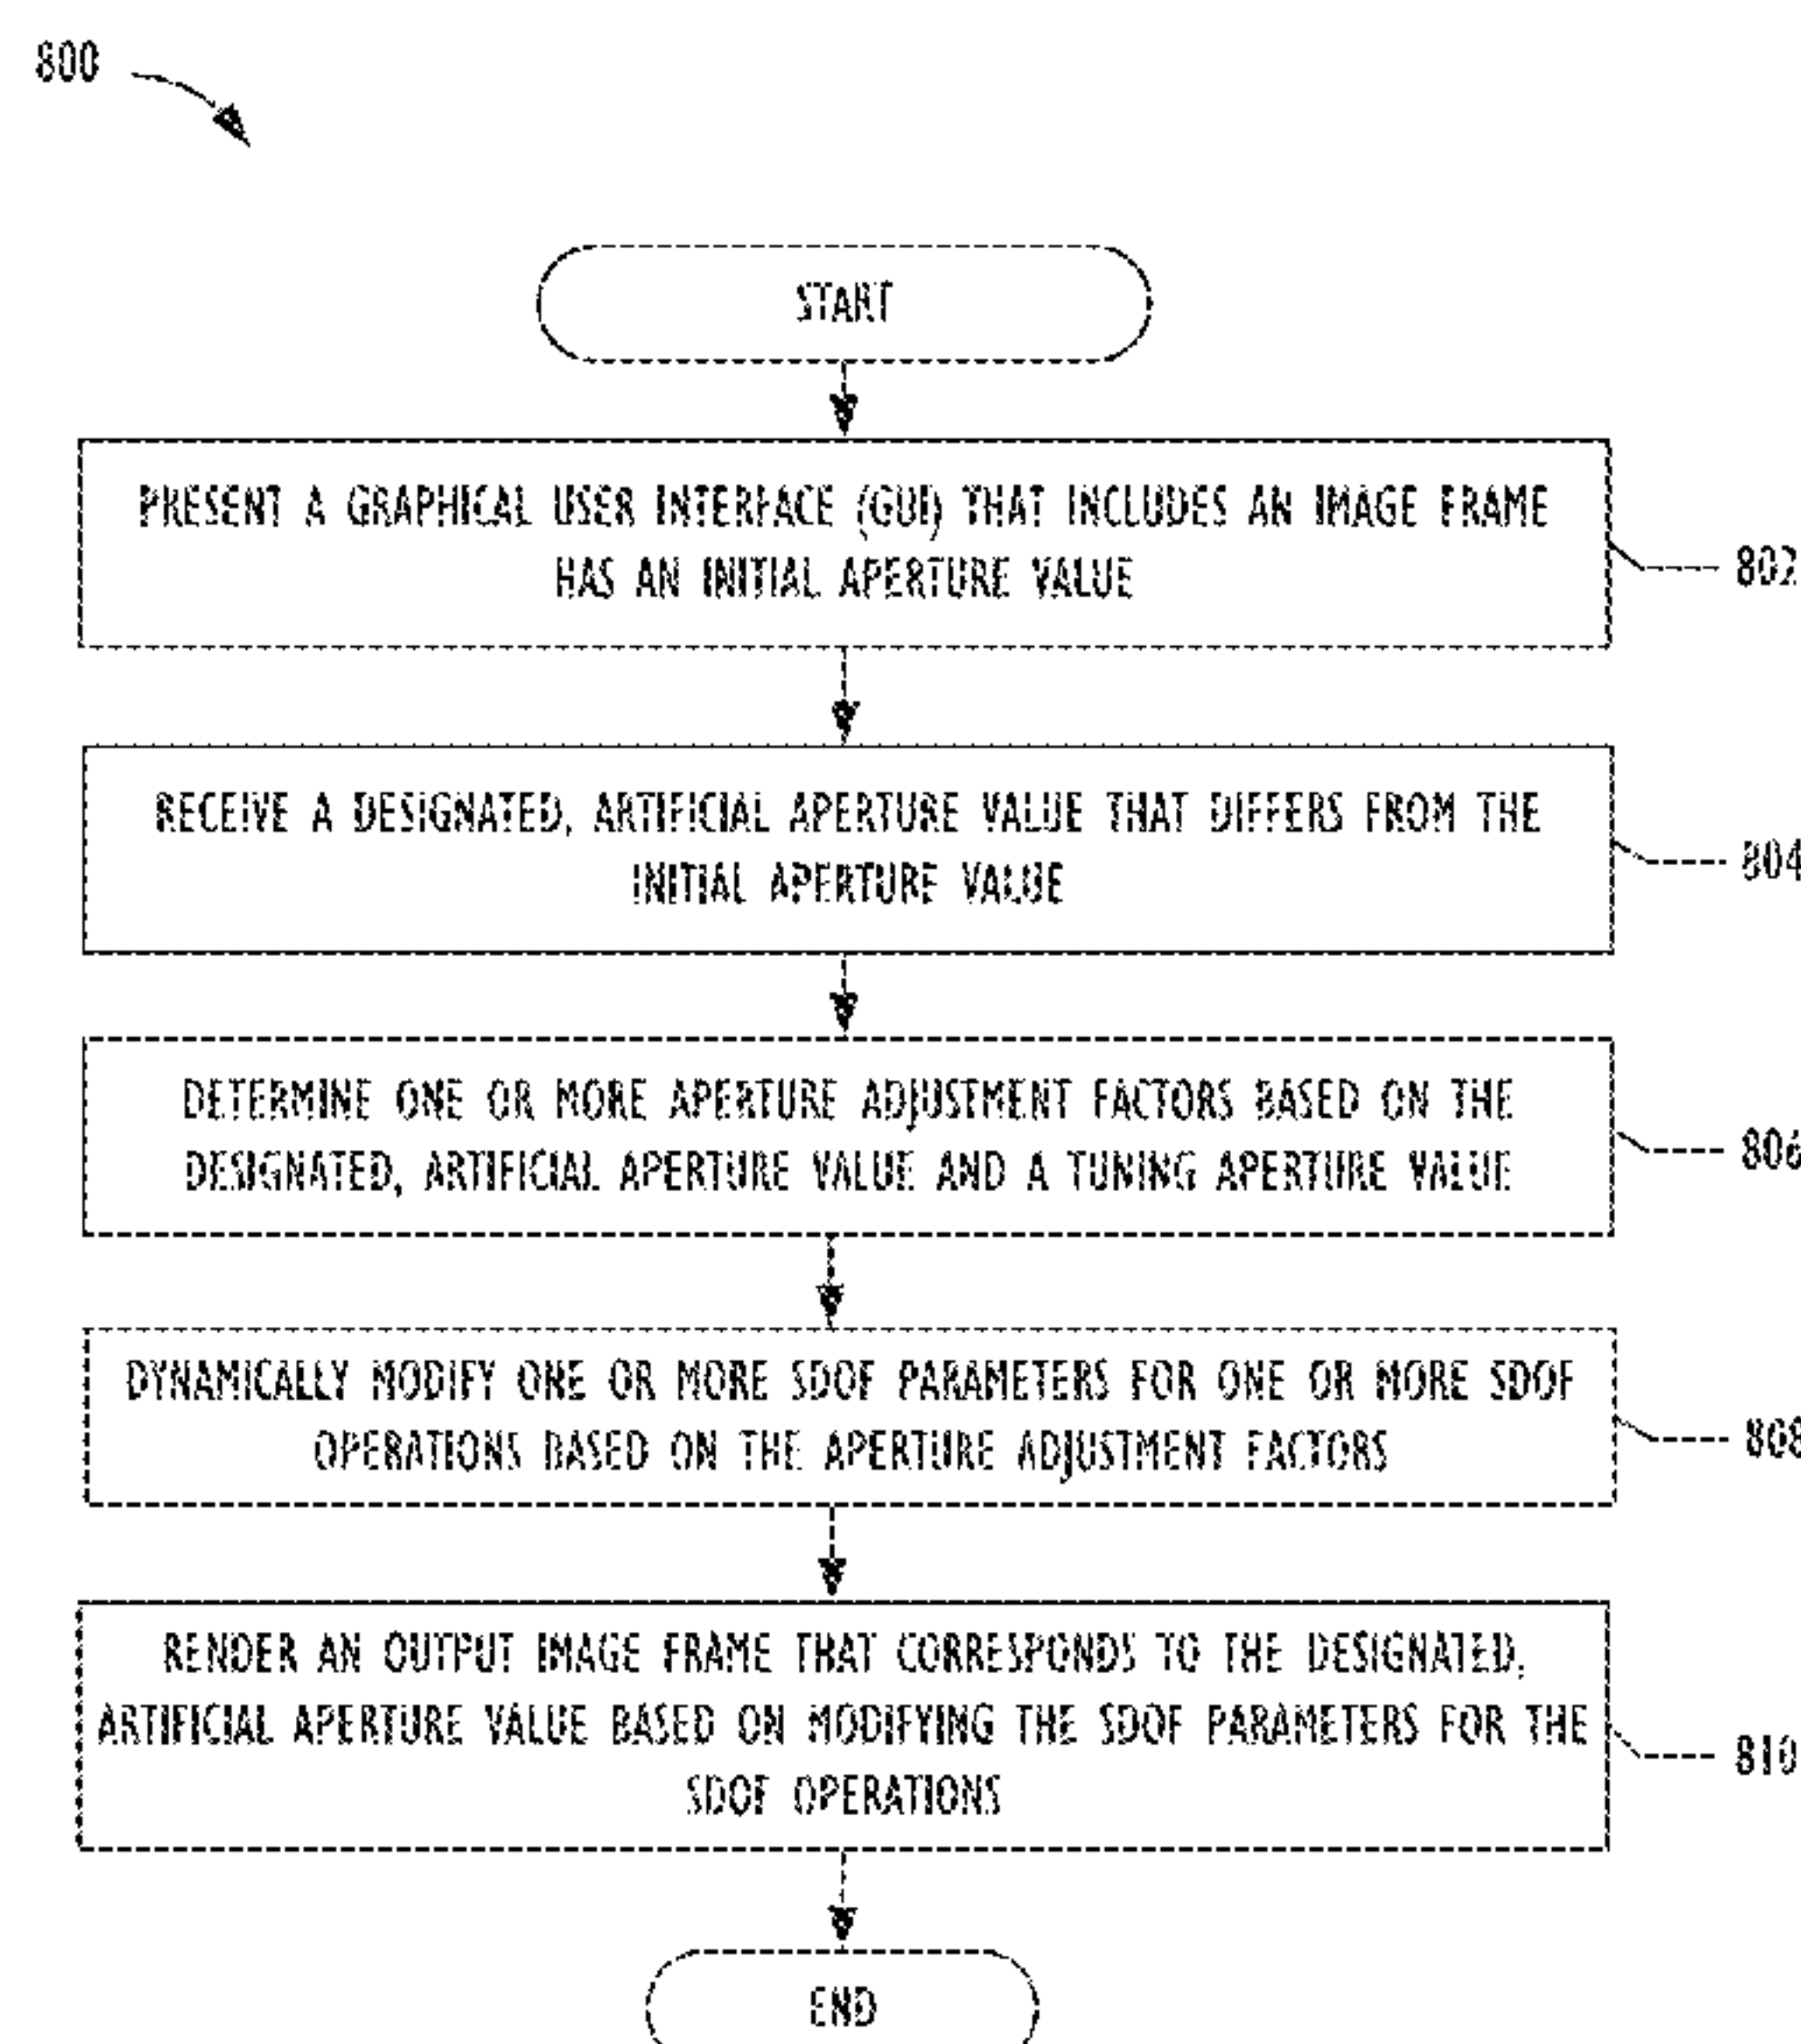 800
START
PRESENT A GRAPHICAL USER INTERFACE (GUI) THAT INCLUDES AN IMAGE FRAME
HAS AN INITIAL APERTURE VALUE
802
RECEIVE A DESIGNATED, ARTIFICIAL APERTURE VALUE THAT DIFFERS FROM THE
INITIAL APERTURE VALUE
804
DETERMINE ONE OR MORE APERTURE ADJUSTMENT FACTORS BASED ON THE
DESIGNATED, ARTIFICIAL APERTURE VALUE AND A TUNING APERTURE VALUE
806
DYNAMICALLY MODIFY ONE OR MORE SDOF PARAMETERS FOR ONE OR MORE SDOF
OPERATIONS BASED ON THE APERTURE ADJUSTMENT FACTORS
808
RENDER AN OUTPUT IMAGE FRAME THAT CORRESPONDS TO THE DESIGNATED,
ARTIFICIAL APERTURE VALUE BASED ON MODIFYING THE SDOF PARAMETERS FOR THE
SDOF OPERATIONS
810
END